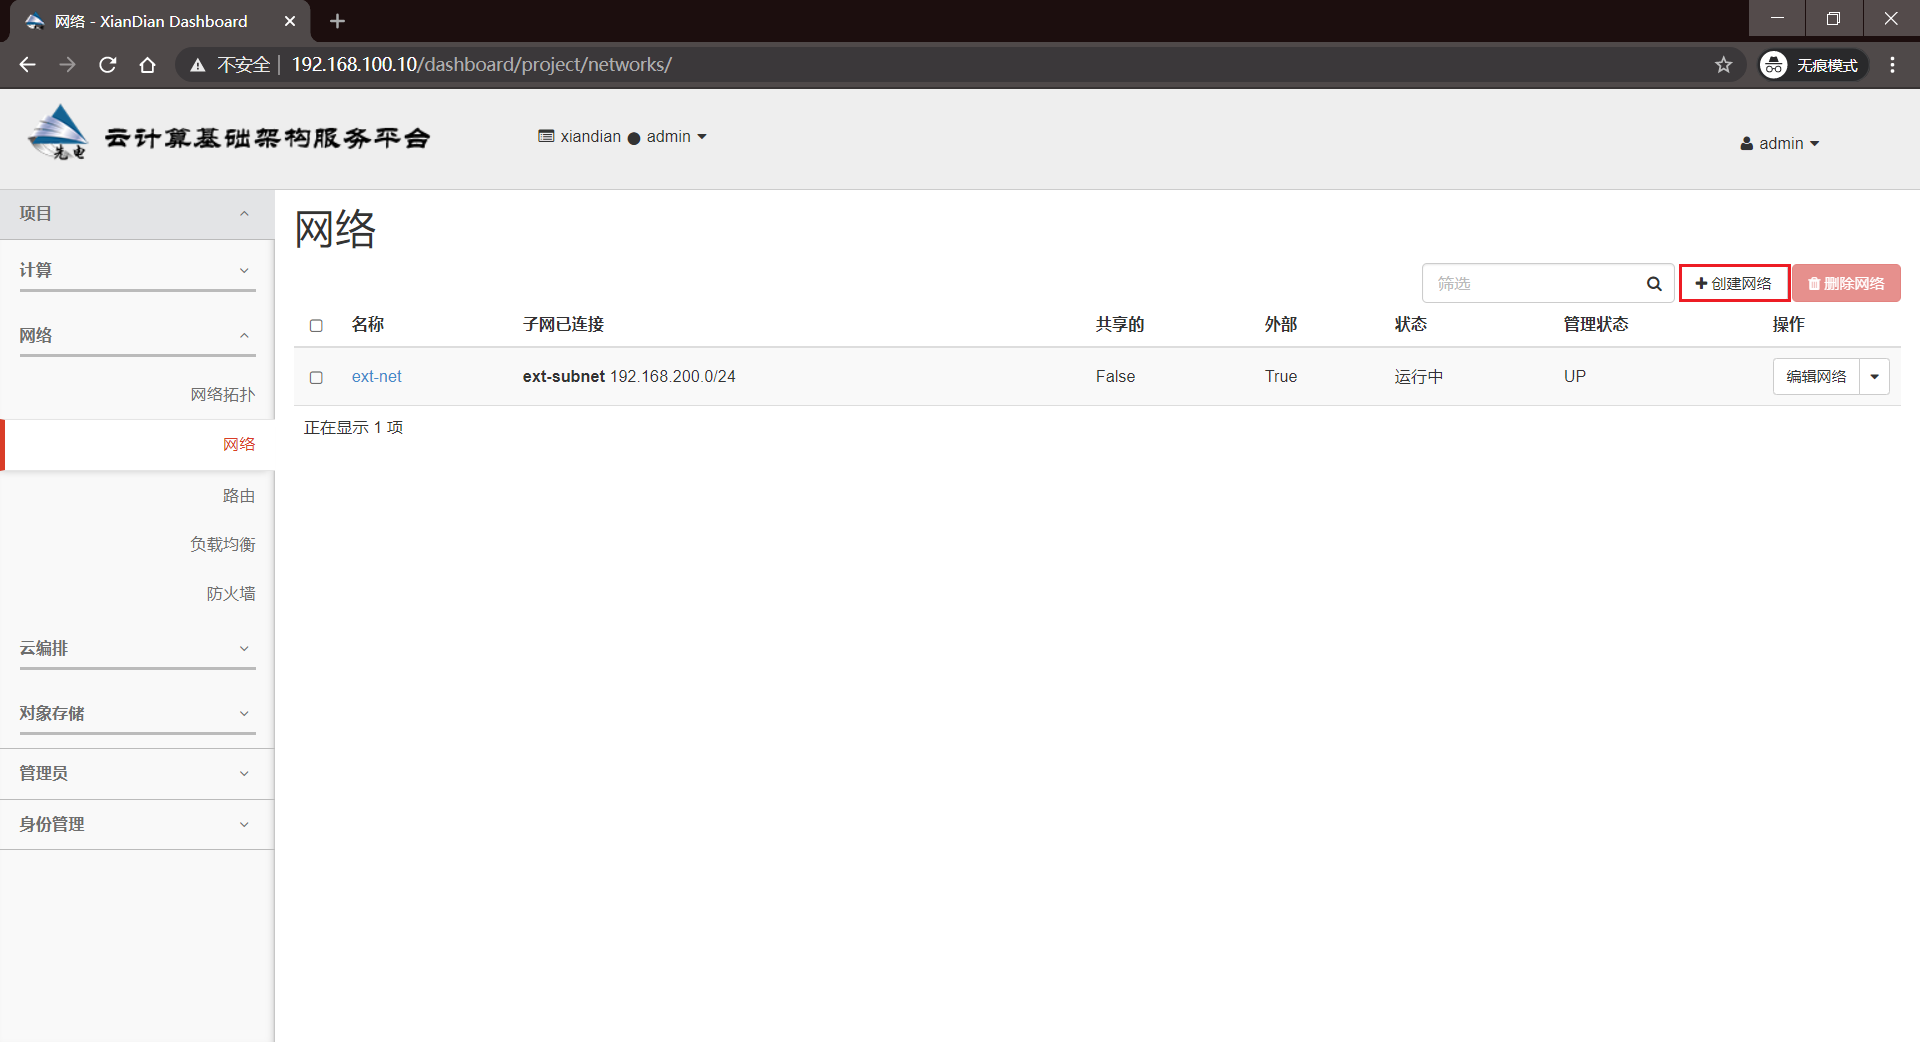 网络 - XianDian Dashboard
不安全 | 192.168.100.10/dashboard/project/networks/
无痕模式
先电
云计算基础架构服务平台
xiandian ● admin
admin
项目
计算
网络
网络拓扑
网络
路由
负载均衡
防火墙
云编排
对象存储
管理员
身份管理
网络
筛选
创建网络
删除网络
名称 子网已连接 共享的 外部 状态 管理状态 操作
ext-net ext-subnet 192.168.200.0/24 False True 运行中 UP 编辑网络
正在显示 1 项